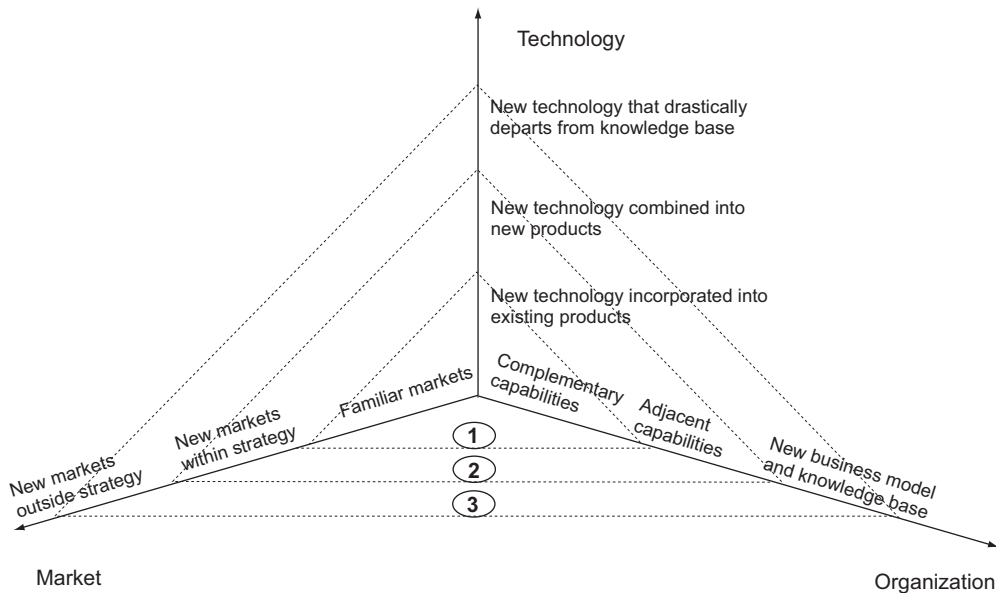 Technology
New technology that drastically
departs from knowledge base
New technology combined into
new products
New technology incorporated into
existing products
Familiar markets
New markets
within strategy
New markets
outside strategy
Complementary
capabilities
Adjacent
capabilities
New business model
and knowledge base
1
2
3
Market
Organization